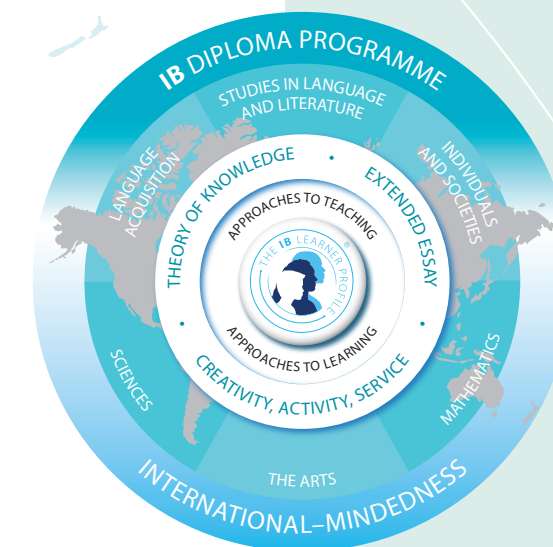 IB DIPLOMA PROGRAMME
STUDIES IN LANGUAGE
AND LITERATURE
LANGUAGE
ACQUISITION
INDIVIDUALS
AND SOCIETIES
THEORY OF KNOWLEDGE
•
EXTENDED ESSAY
APPROACHES TO TEACHING
THE IB LEARNER PROFILE®
APPROACHES TO LEARNING
•
•
CREATIVITY, ACTIVITY, SERVICE
SCIENCES
MATHEMATICS
THE ARTS
INTERNATIONAL–MINDEDNESS